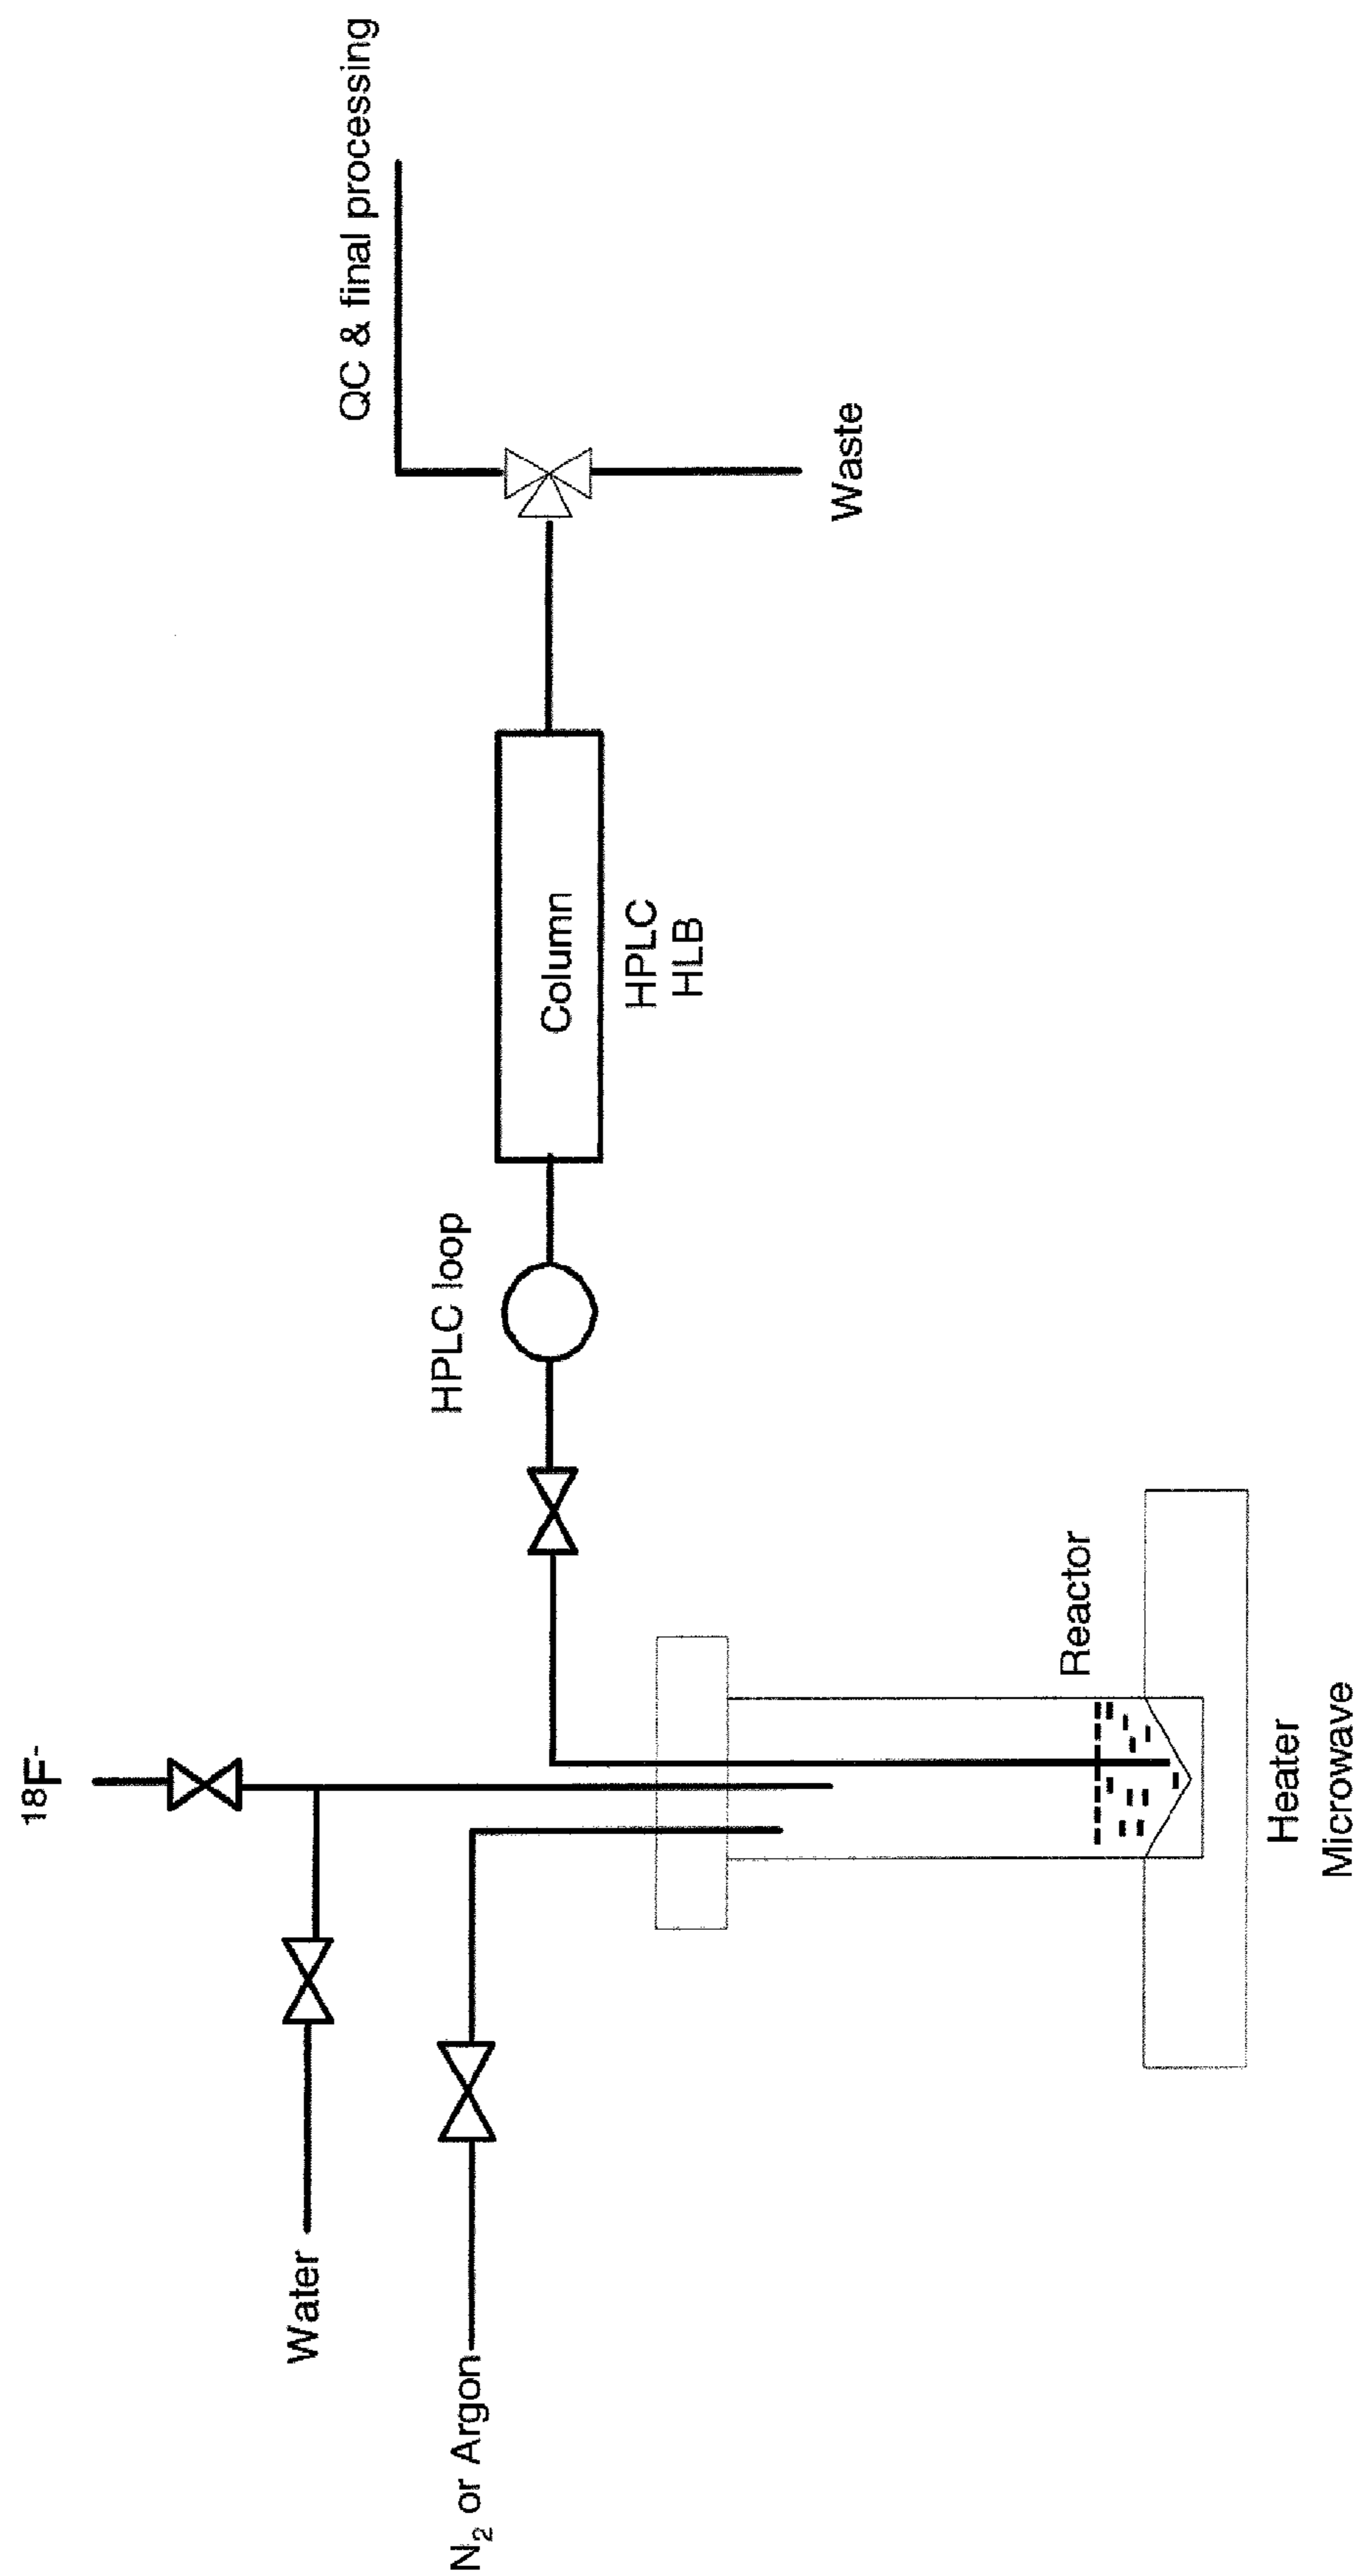 ¹⁸F⁻
Water
N₂ or Argon
HPLC loop
Column
HPLC
HLB
QC & final processing
Waste
Reactor
Heater
Microwave